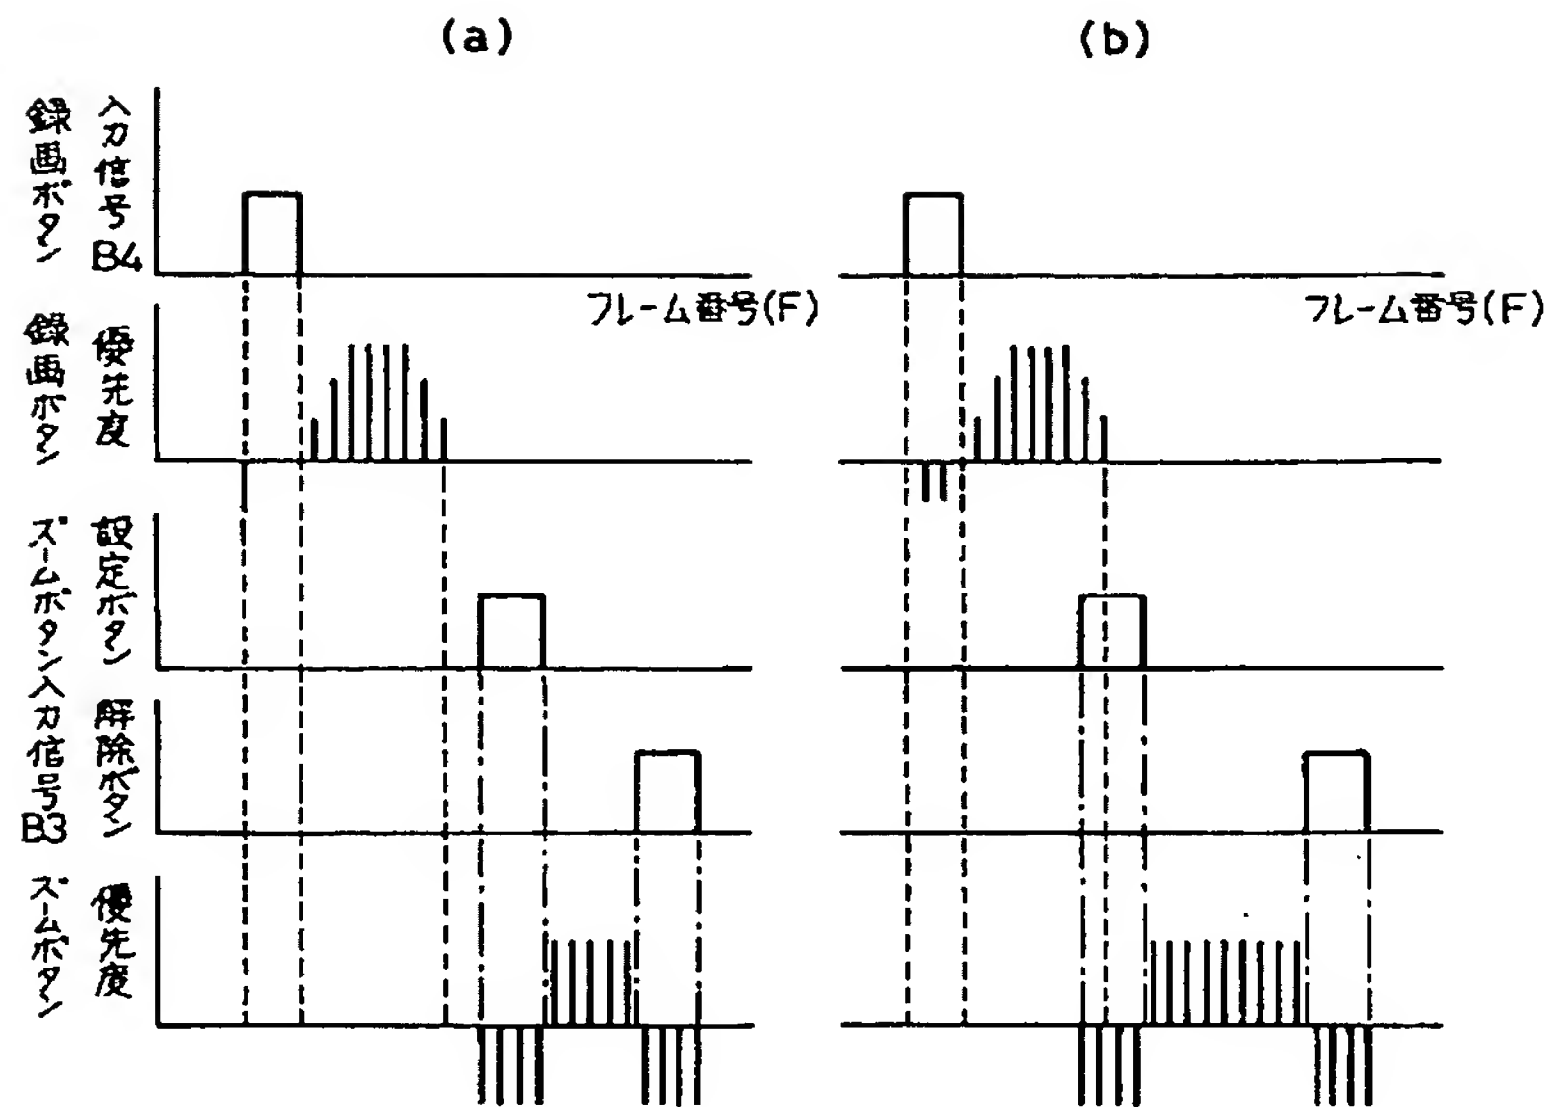 (a)
(b)
録画ボタン
入力信号B4
フレーム番号(F)
フレーム番号(F)
録画ボタン
優先度
ズームボタン入力信号B3
設定ボタン
解除ボタン
ズームボタン
優先度